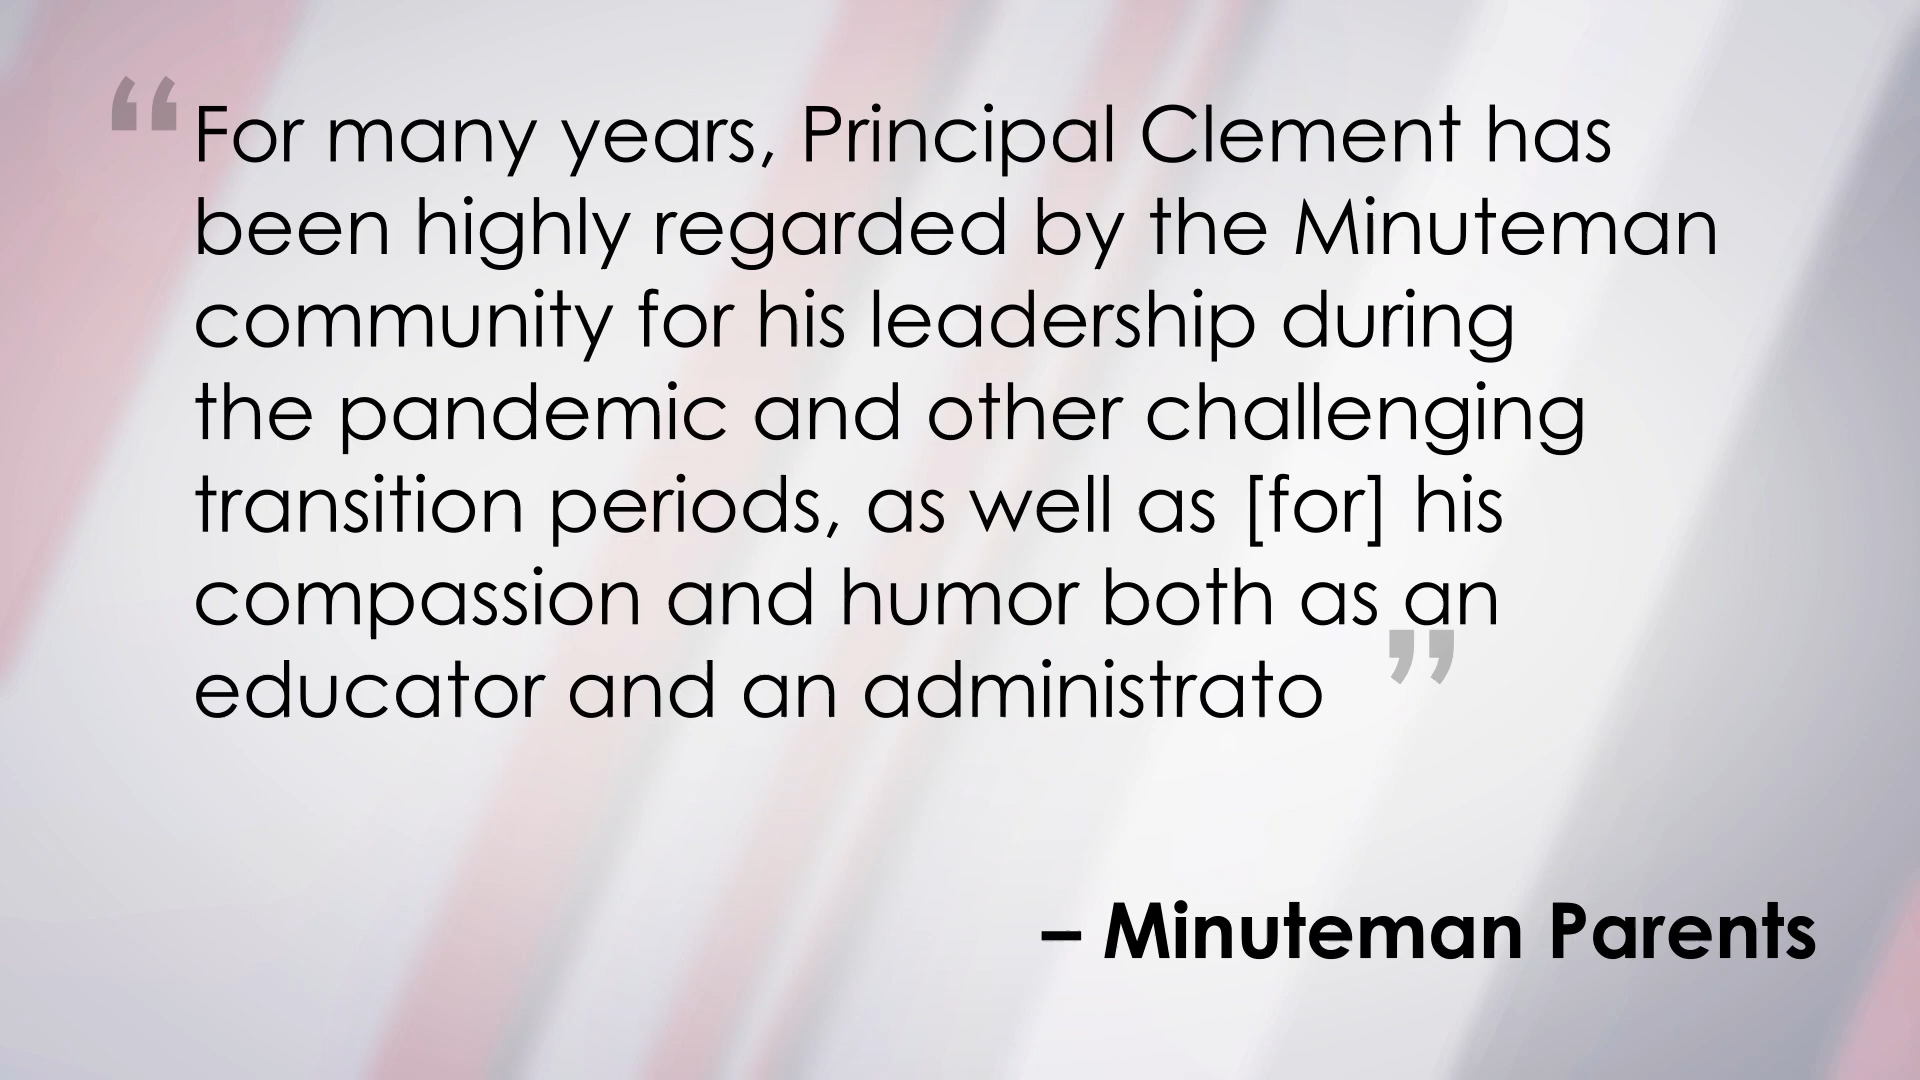 “For many years, Principal Clement has
been highly regarded by the Minuteman
community for his leadership during
the pandemic and other challenging
transition periods, as well as [for] his
compassion and humor both as an
educator and an administrato ”
– Minuteman Parents